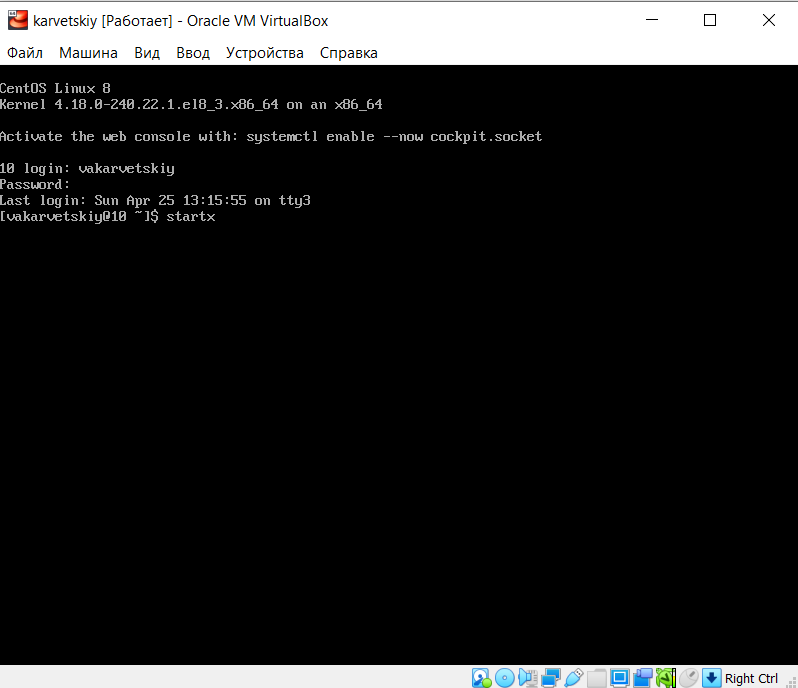 karvetskiy [Работает] - Oracle VM VirtualBox
Файл Машина Вид Ввод Устройства Справка
CentOS Linux 8
Kernel 4.18.0-240.22.1.el8_3.x86_64 on an x86_64
Activate the web console with: systemctl enable --now cockpit.socket
10 login: vakarvetskiy
Password:
Last login: Sun Apr 25 13:15:55 on tty3
[vakarvetskiy@10 ~]$ startx
Right Ctrl